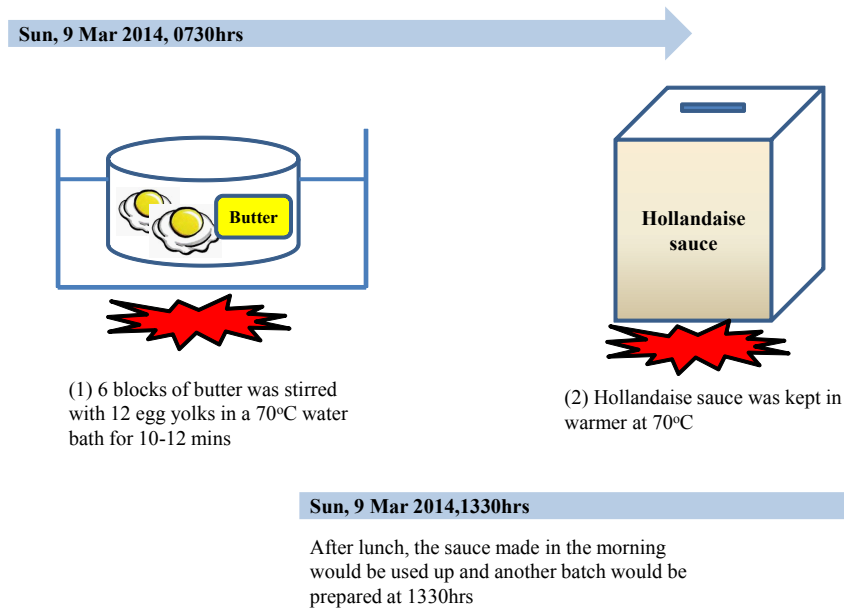 Sun, 9 Mar 2014, 0730hrs
Butter
Hollandaise
sauce
(1) 6 blocks of butter was stirred
with 12 egg yolks in a 70°C water
bath for 10-12 mins
(2) Hollandaise sauce was kept in
warmer at 70°C
Sun, 9 Mar 2014,1330hrs
After lunch, the sauce made in the morning
would be used up and another batch would be
prepared at 1330hrs